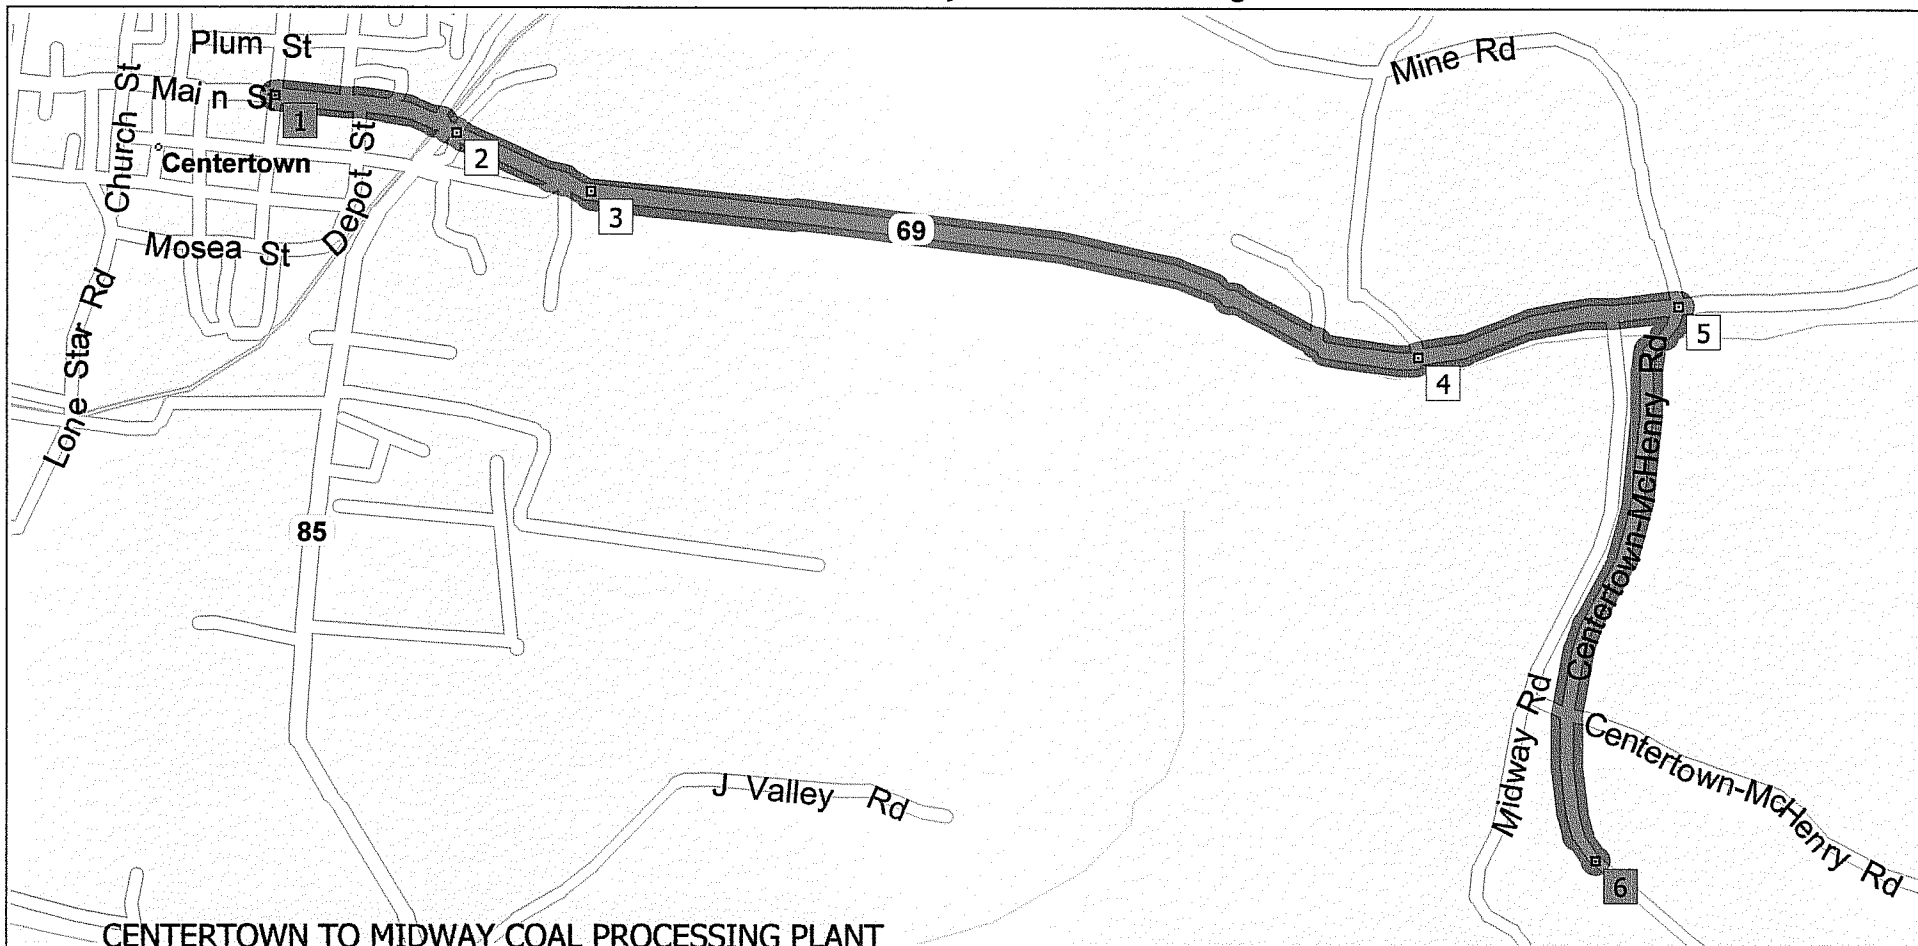 Plum St
Mine Rd
Main St
1
Church St
Depot St
2
Centertown
3
69
Mosea St
Lone Star Rd
5
4
Centertown-McHenry Rd
85
Midway Rd
Centertown-McHenry Rd
J Valley Rd
6
CENTERTOWN TO MIDWAY COAL PROCESSING PLANT